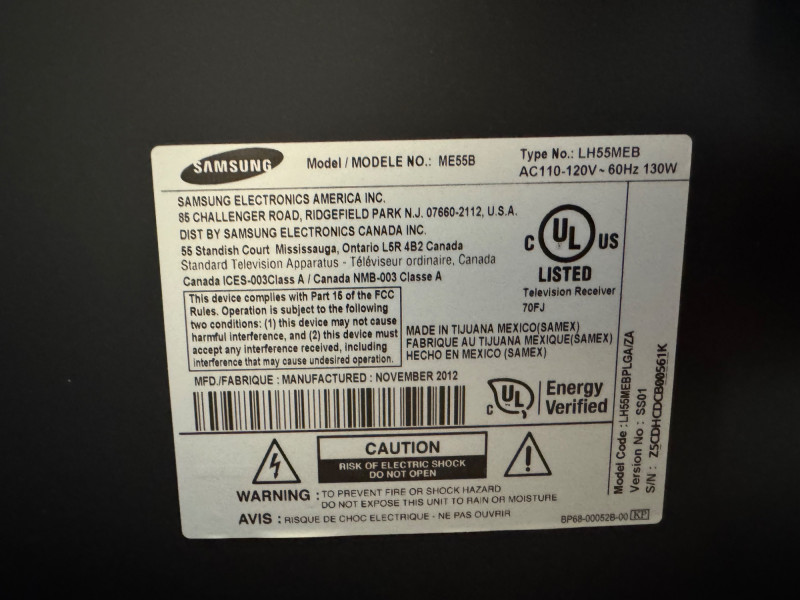 SAMSUNG
Model / MODELE NO.: ME55B
Type No.: LH55MEB
AC110-120V ~ 60Hz 130W
SAMSUNG ELECTRONICS AMERICA INC.
85 CHALLENGER ROAD, RIDGEFIELD PARK N.J. 07660-2112, U.S.A.
DIST BY SAMSUNG ELECTRONICS CANADA INC.
55 Standish Court Mississauga, Ontario L5R 4B2 Canada
Standard Television Apparatus - Téléviseur ordinaire, Canada
Canada ICES-003Class A / Canada NMB-003 Classe A
C UL US
LISTED
Television Receiver
70FJ
This device complies with Part 15 of the FCC
Rules. Operation is subject to the following
two conditions: (1) this device may not cause
harmful interference, and (2) this device must
accept any interference received, including
interference that may cause undesired operation.
MADE IN TIJUANA MEXICO(SAMEX)
FABRIQUE AU TIJUANA MEXIQUE(SAMEX)
HECHO EN MEXICO (SAMEX)
MFD./FABRIQUE : MANUFACTURED : NOVEMBER 2012
C UL
Energy
Verified
CAUTION
RISK OF ELECTRIC SHOCK
DO NOT OPEN
WARNING : TO PREVENT FIRE OR SHOCK HAZARD
DO NOT EXPOSE THIS UNIT TO RAIN OR MOISTURE
AVIS : RISQUE DE CHOC ELECTRIQUE - NE PAS OUVRIR
BP68-00052B-00 KP
Model Code : LH55MEBPLGA/ZA
Version No : SS01
S/N : Z5CDHCDCB00561K